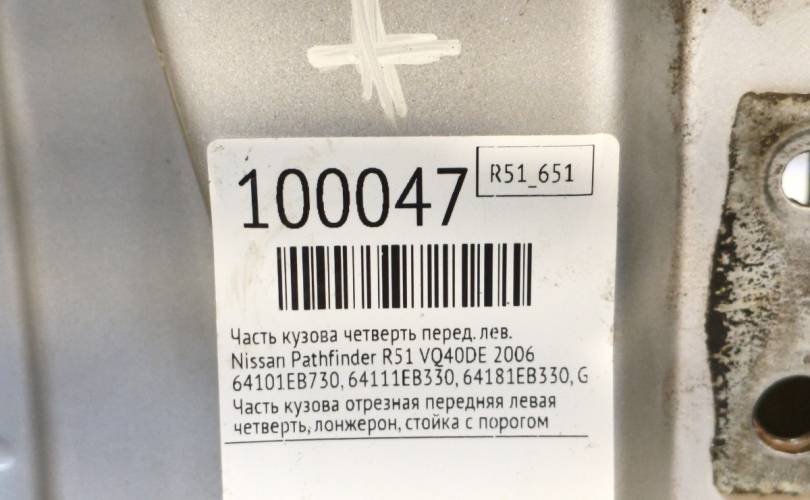 100047
R51_651
Часть кузова четверть перед. лев.
Nissan Pathfinder R51 VQ40DE 2006
64101EB730, 64111EB330, 64181EB330, G
Часть кузова отрезная передняя левая
четверть, лонжерон, стойка с порогом